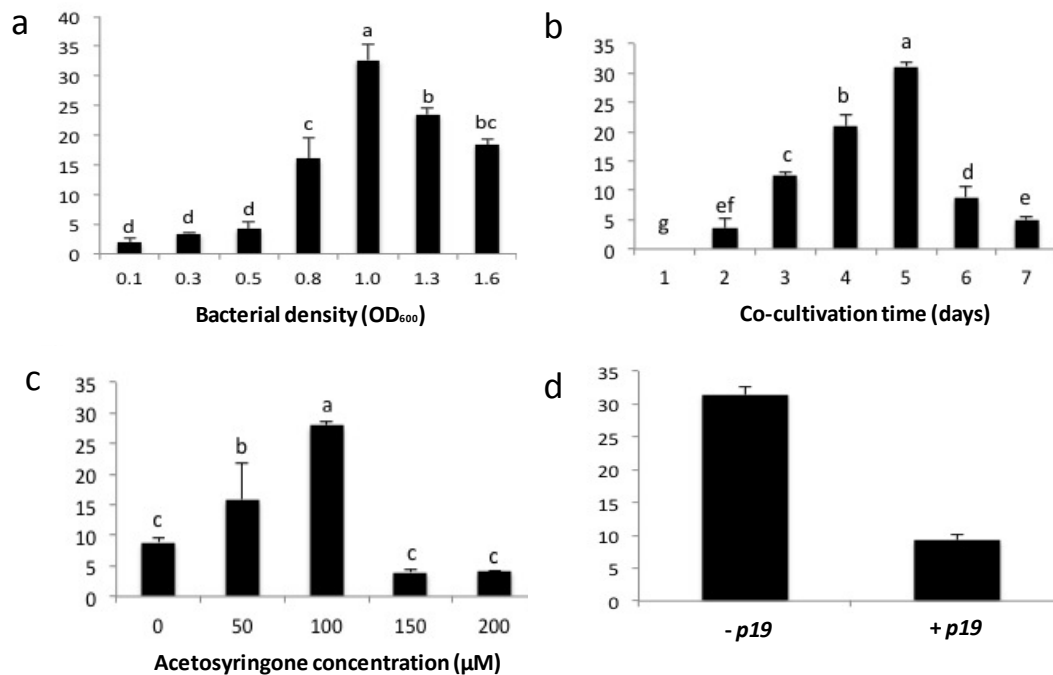 a
40
35
30
25
20
15
10
5
0
a
b
bc
c
d d d
0.1 0.3 0.5 0.8 1.0 1.3 1.6
Bacterial density (OD₆₀₀)
b
35
30
25
20
15
10
5
0
g ef c b a d e
1 2 3 4 5 6 7
Co-cultivation time (days)
c
35
30
25
20
15
10
5
0
c b a c c
0 50 100 150 200
Acetosyringone concentration (µM)
d
35
30
25
20
15
10
5
0
- p19 + p19